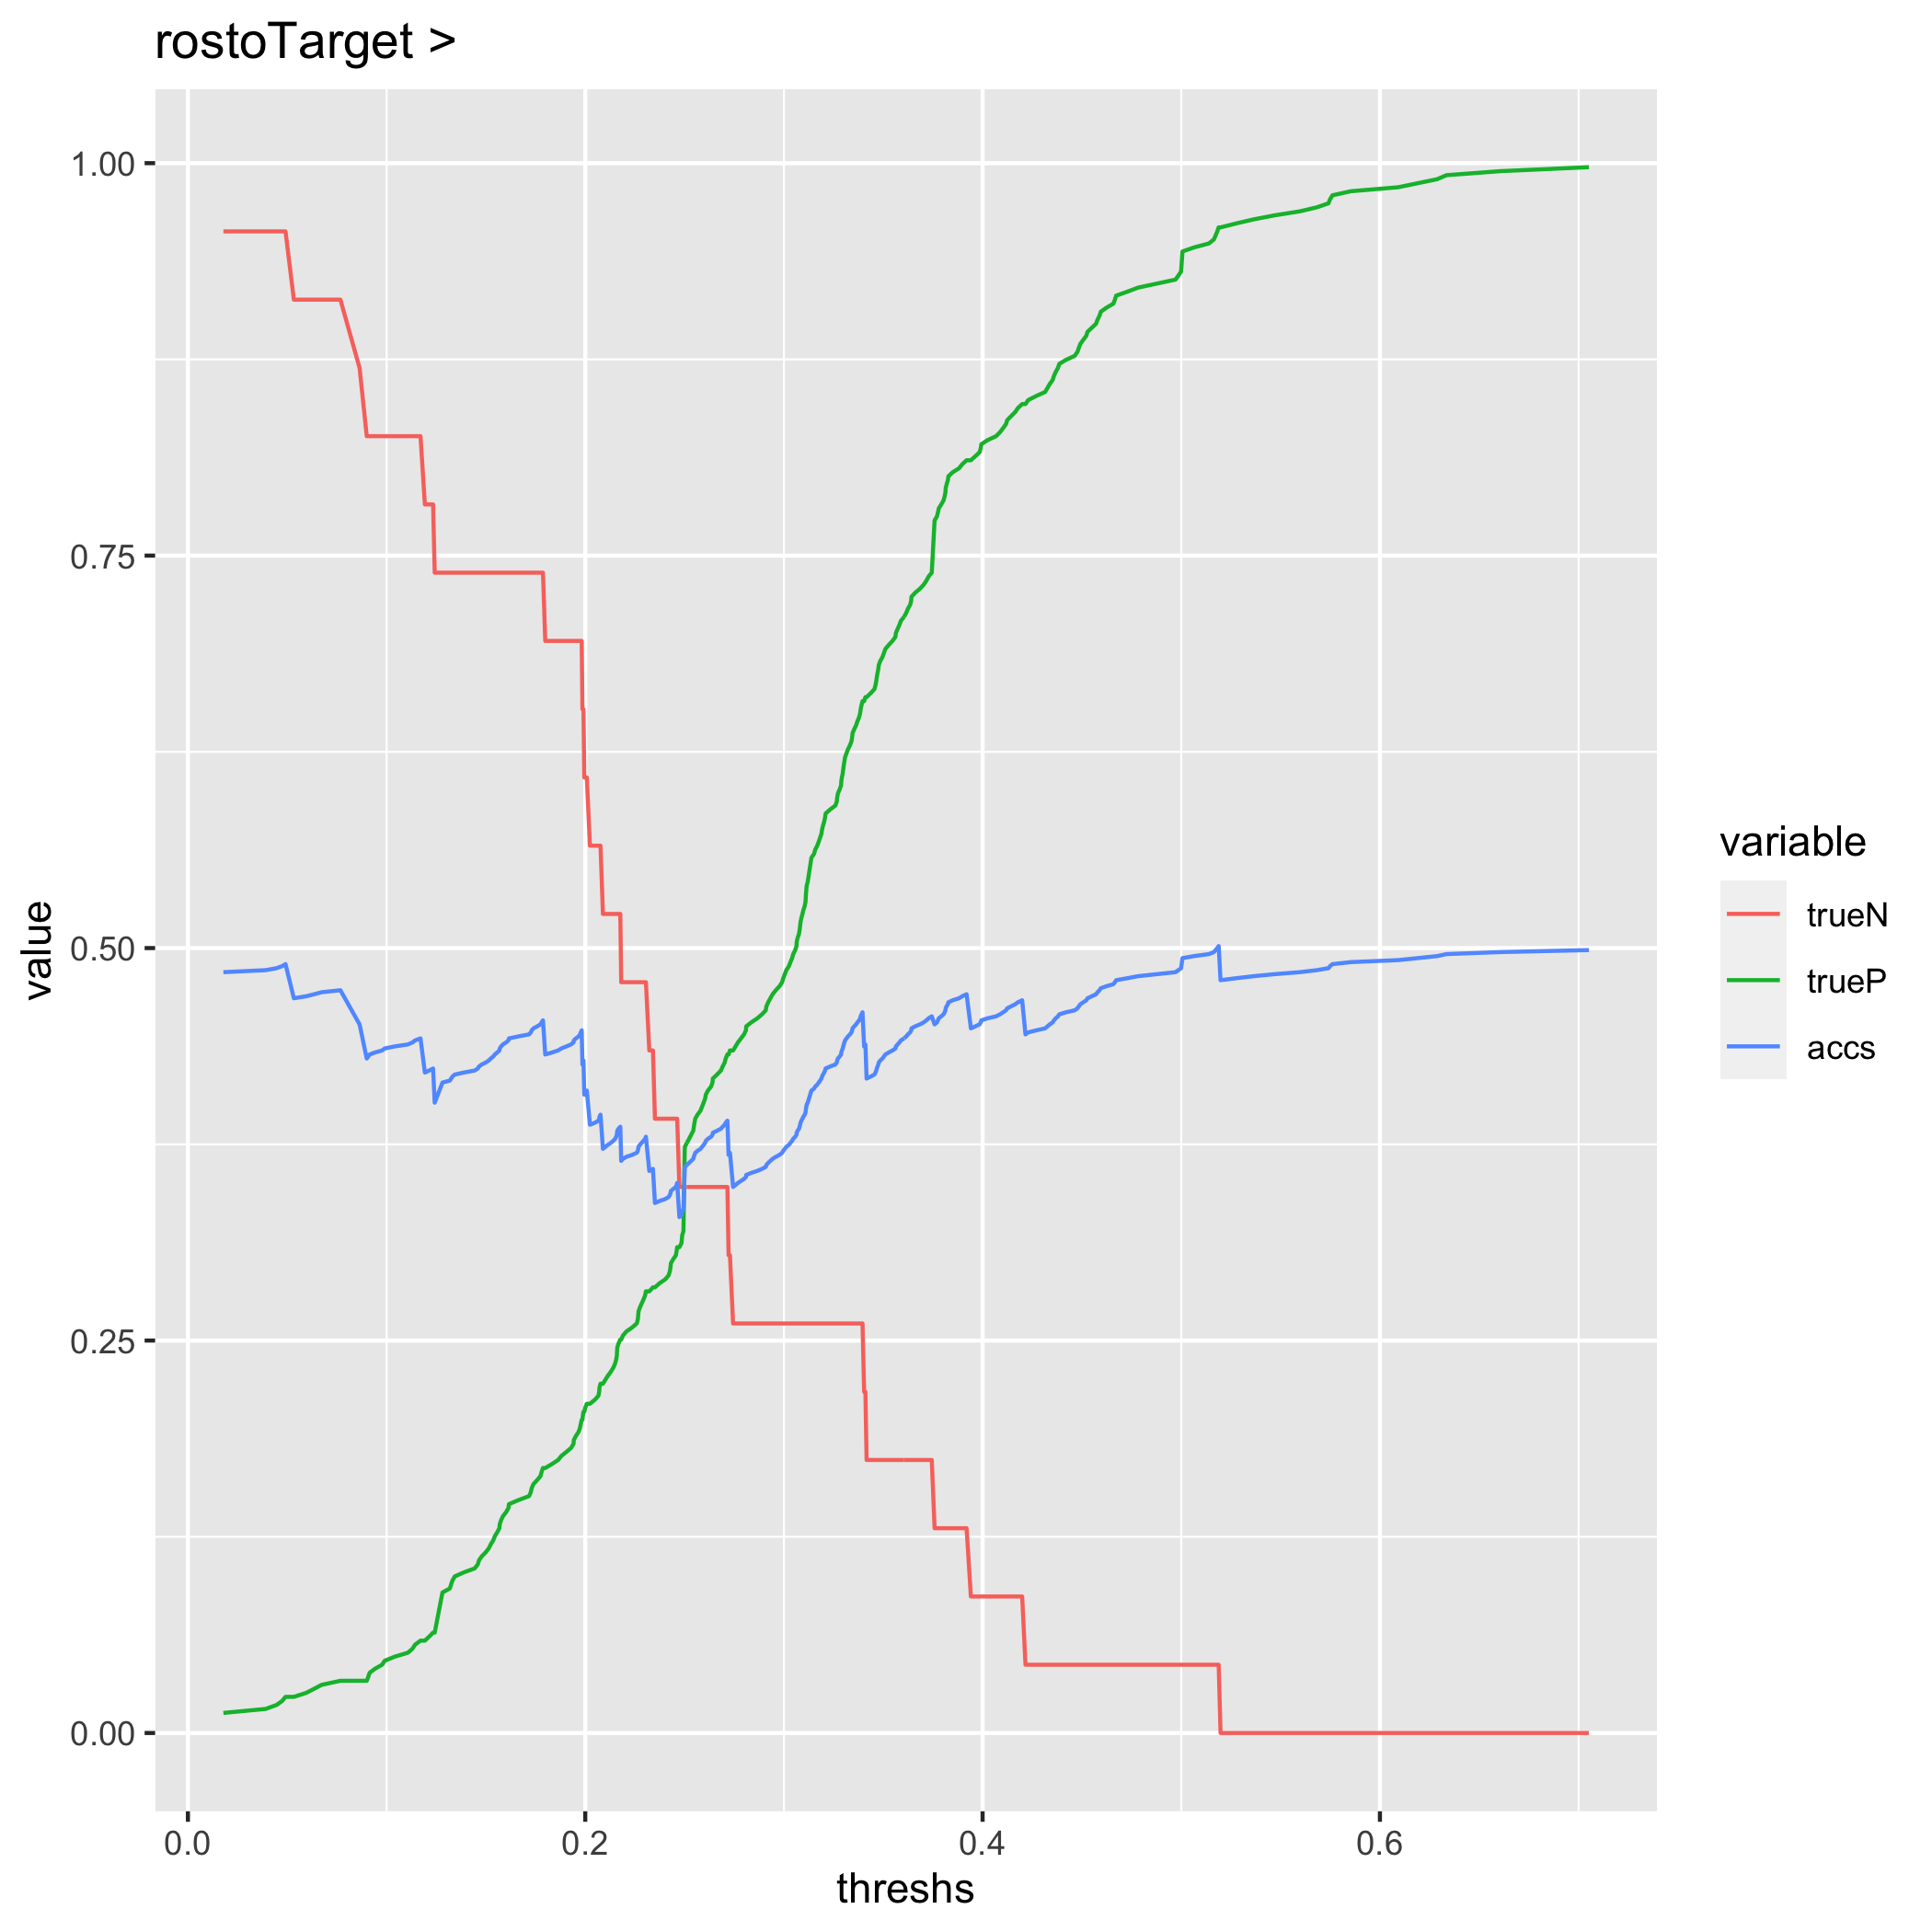 rostoTarget >
1.00
0.75
0.50
0.25
0.00
value
0.0
0.2
0.4
0.6
threshs
variable
trueN
trueP
accs